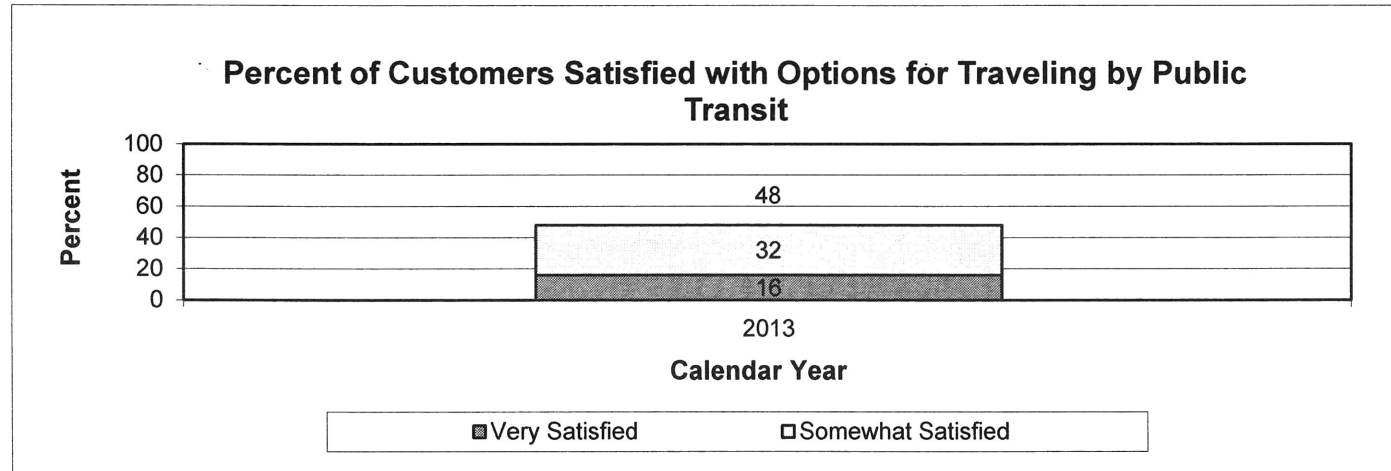 Percent of Customers Satisfied with Options for Traveling by Public
Transit
Percent
100
80
60
40
20
0
48
32
16
2013
Calendar Year
Very Satisfied
Somewhat Satisfied